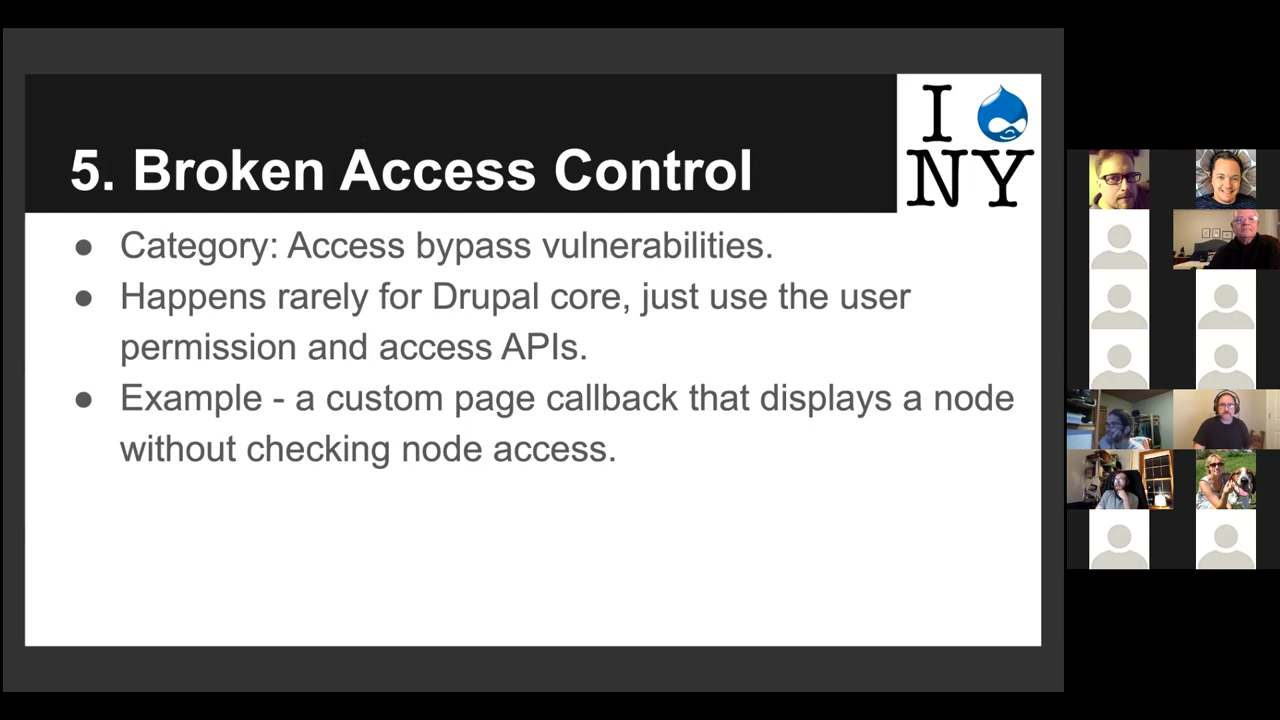 I
NY
5. Broken Access Control
● Category: Access bypass vulnerabilities.
● Happens rarely for Drupal core, just use the user
permission and access APIs.
● Example - a custom page callback that displays a node
without checking node access.